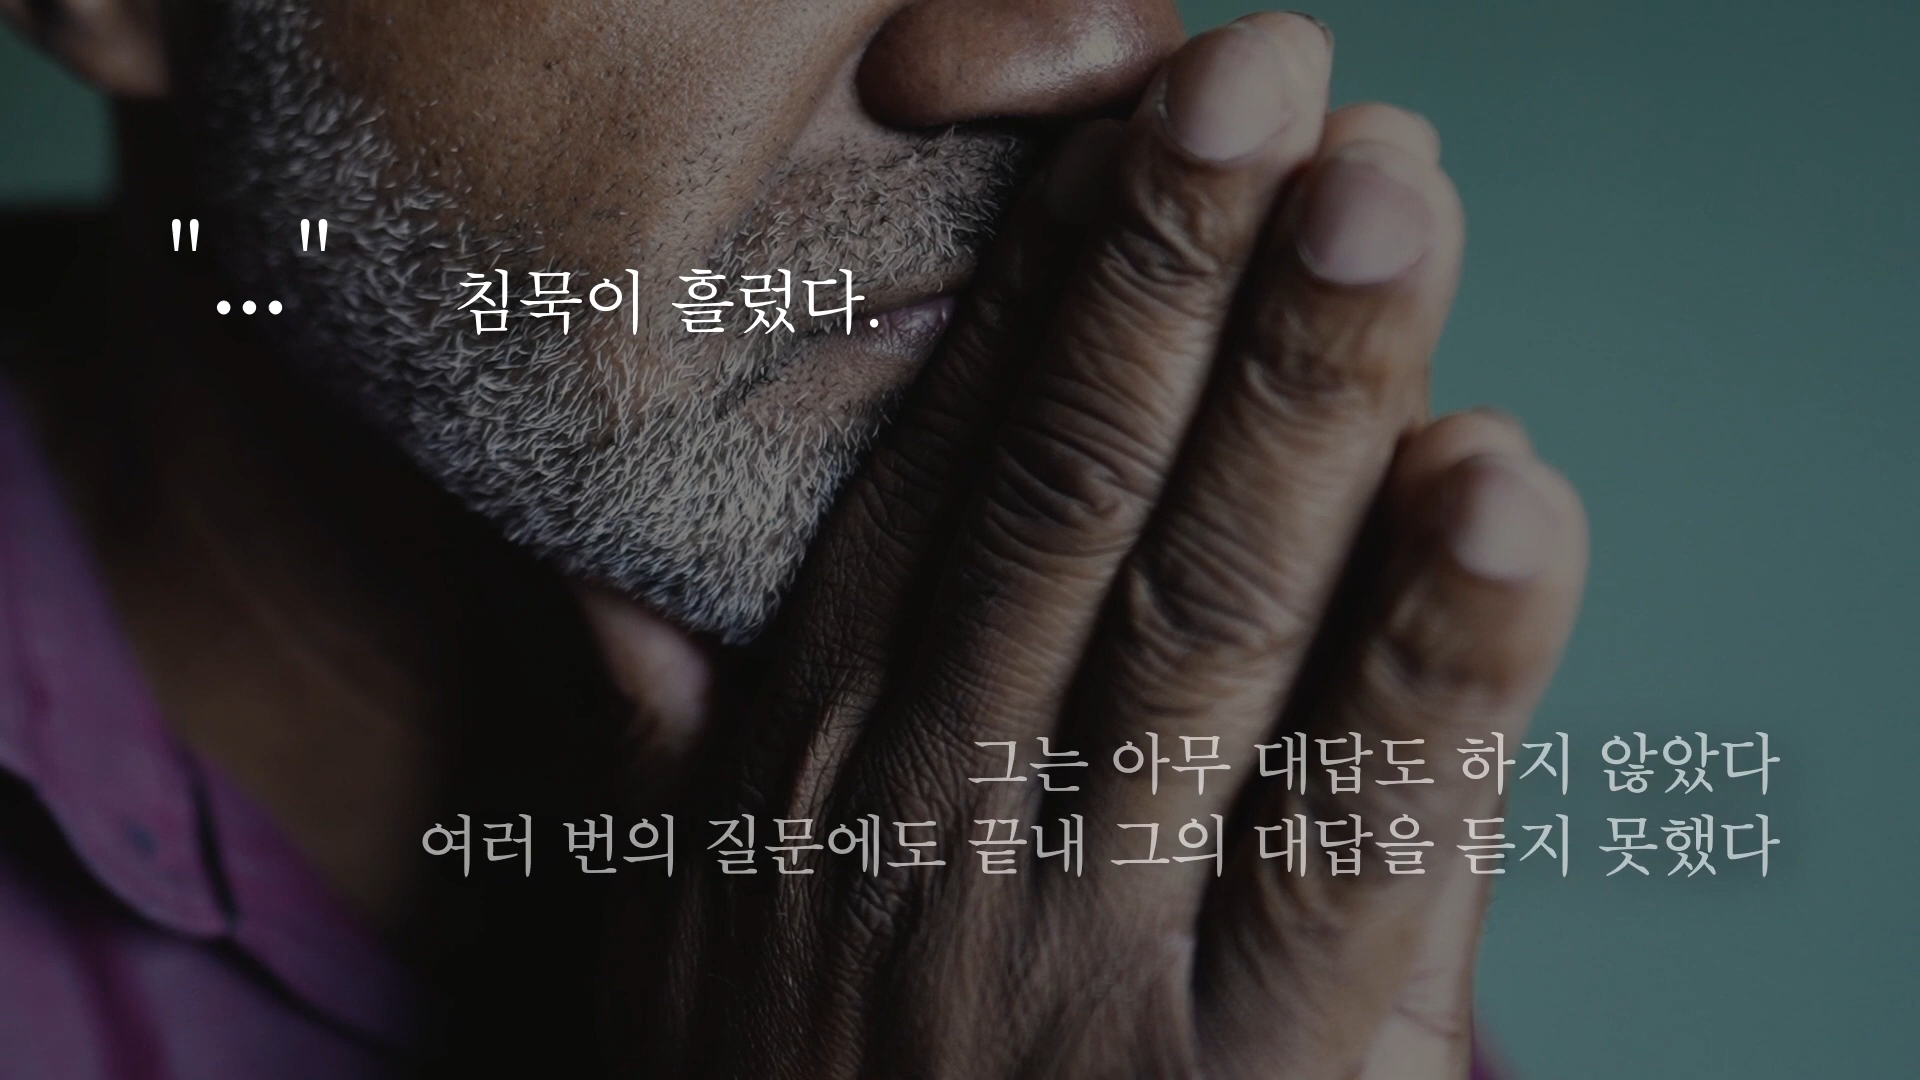 "..." 침묵이 흘렀다.
그는 아무 대답도 하지 않았다
여러 번의 질문에도 끝내 그의 대답을 듣지 못했다